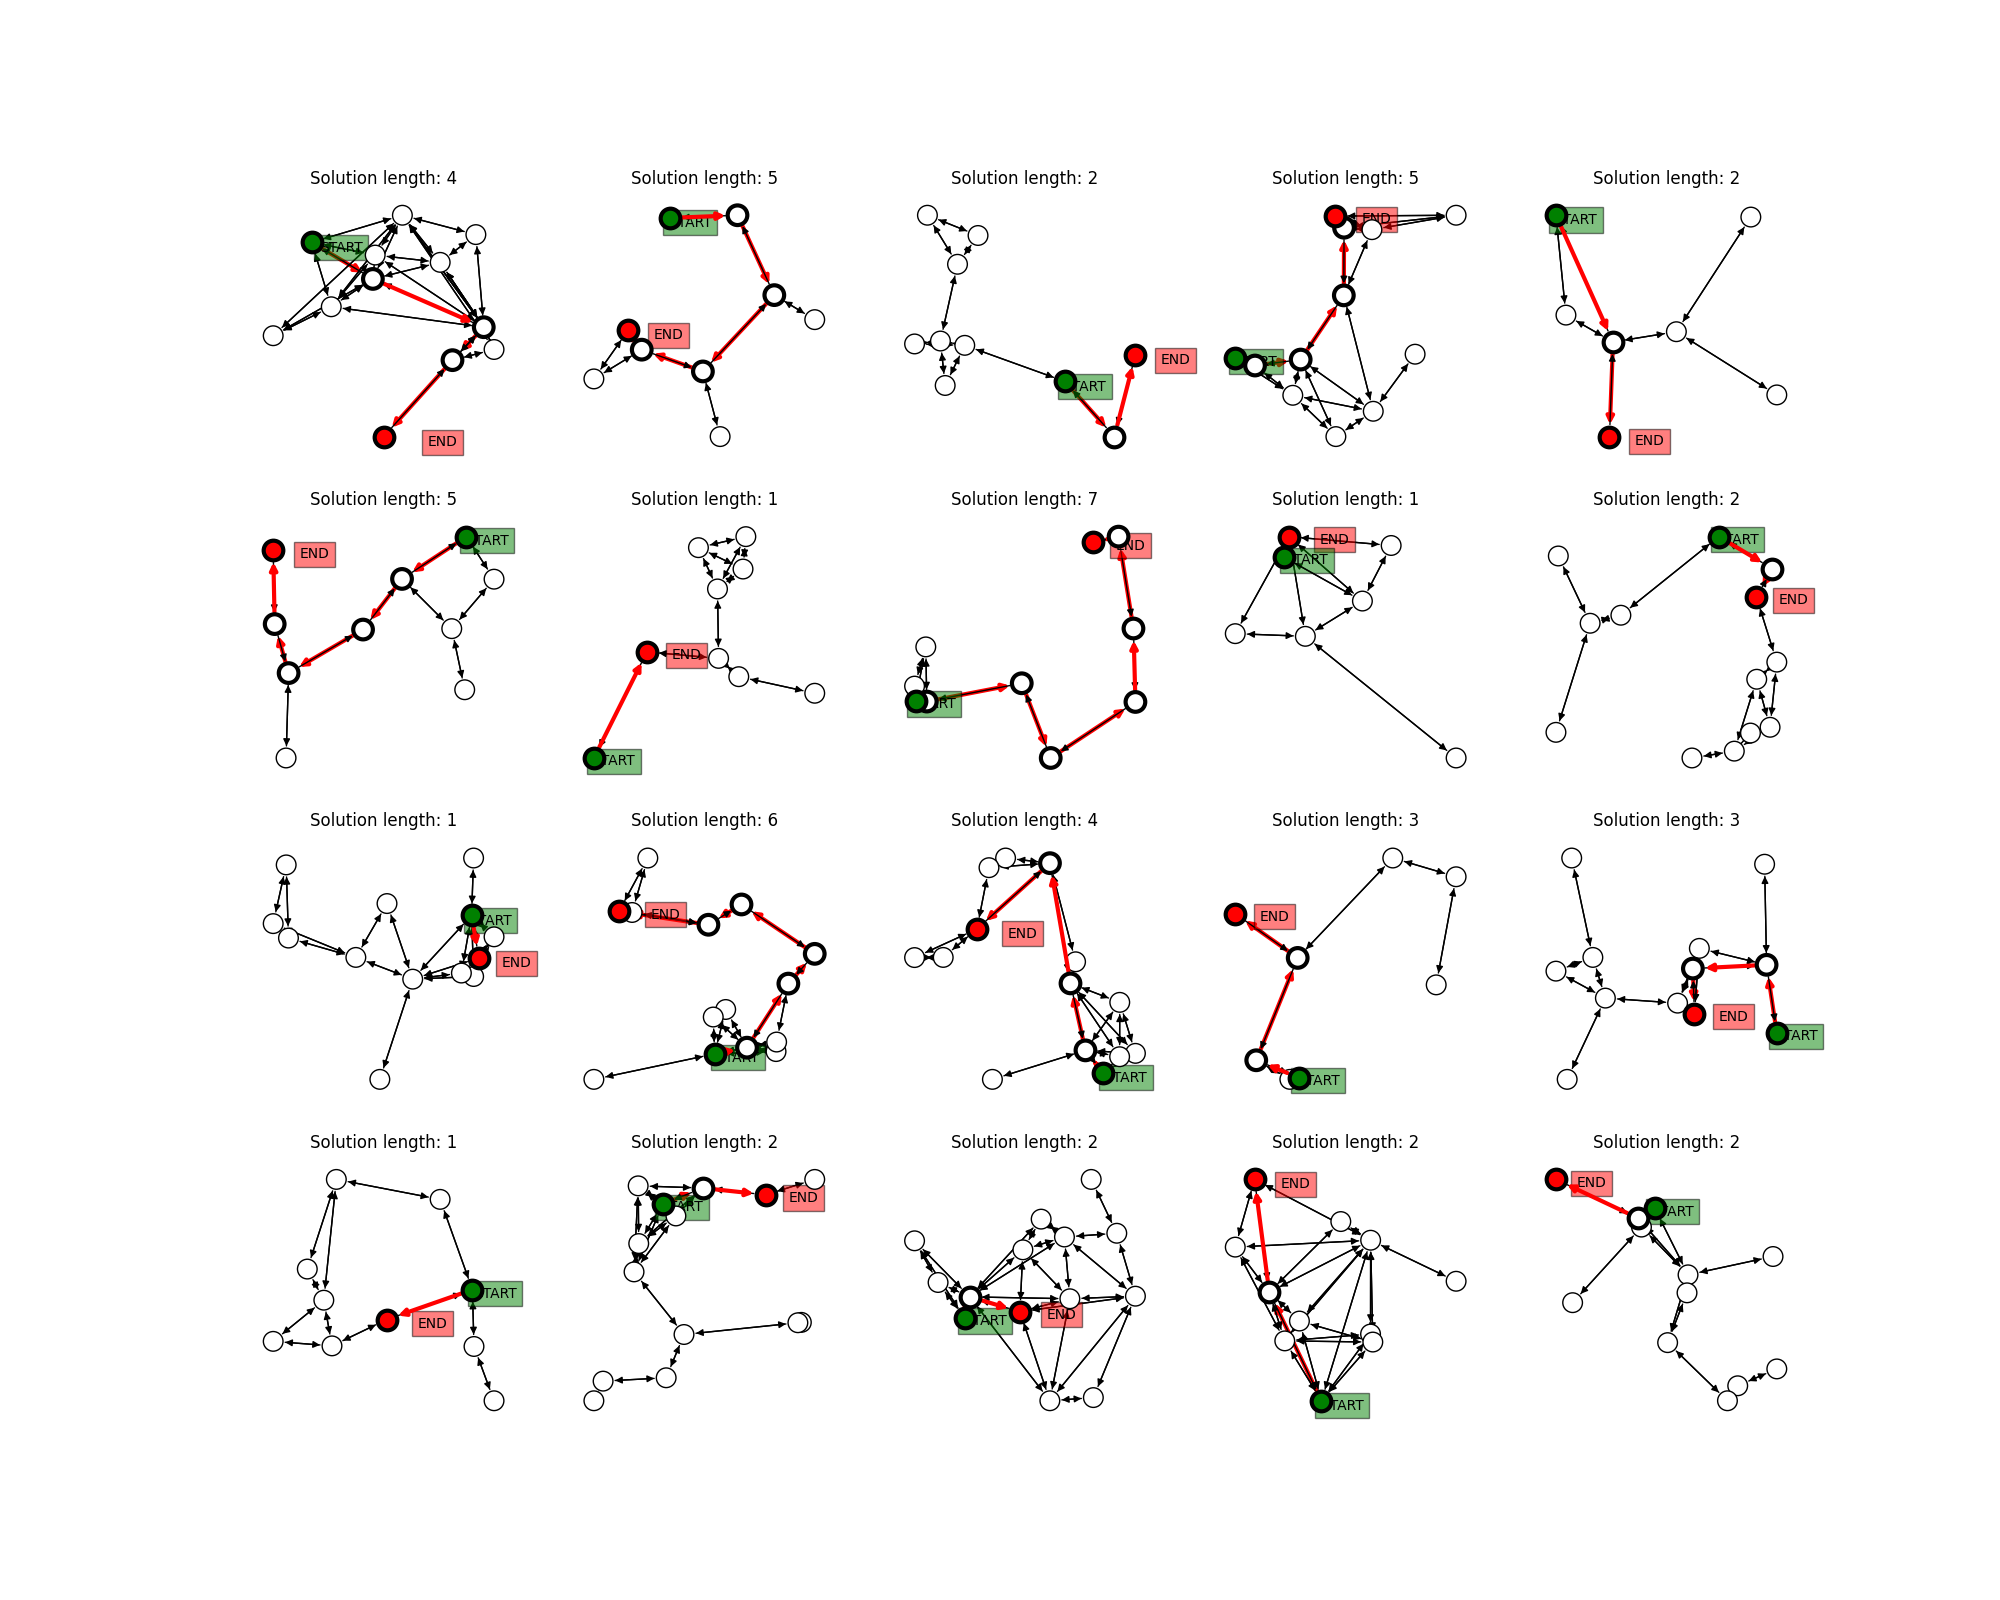 Solution length: 4
START
END
Solution length: 5
START
END
Solution length: 2
END
START
Solution length: 5
END
START
Solution length: 2
START
END
Solution length: 5
START
END
Solution length: 1
END
START
Solution length: 7
END
START
Solution length: 1
END
START
Solution length: 2
START
END
Solution length: 1
START
END
Solution length: 6
END
START
Solution length: 4
END
START
Solution length: 3
END
START
Solution length: 3
END
START
Solution length: 1
START
END
Solution length: 2
END
START
Solution length: 2
END
START
Solution length: 2
END
START
Solution length: 2
END
START